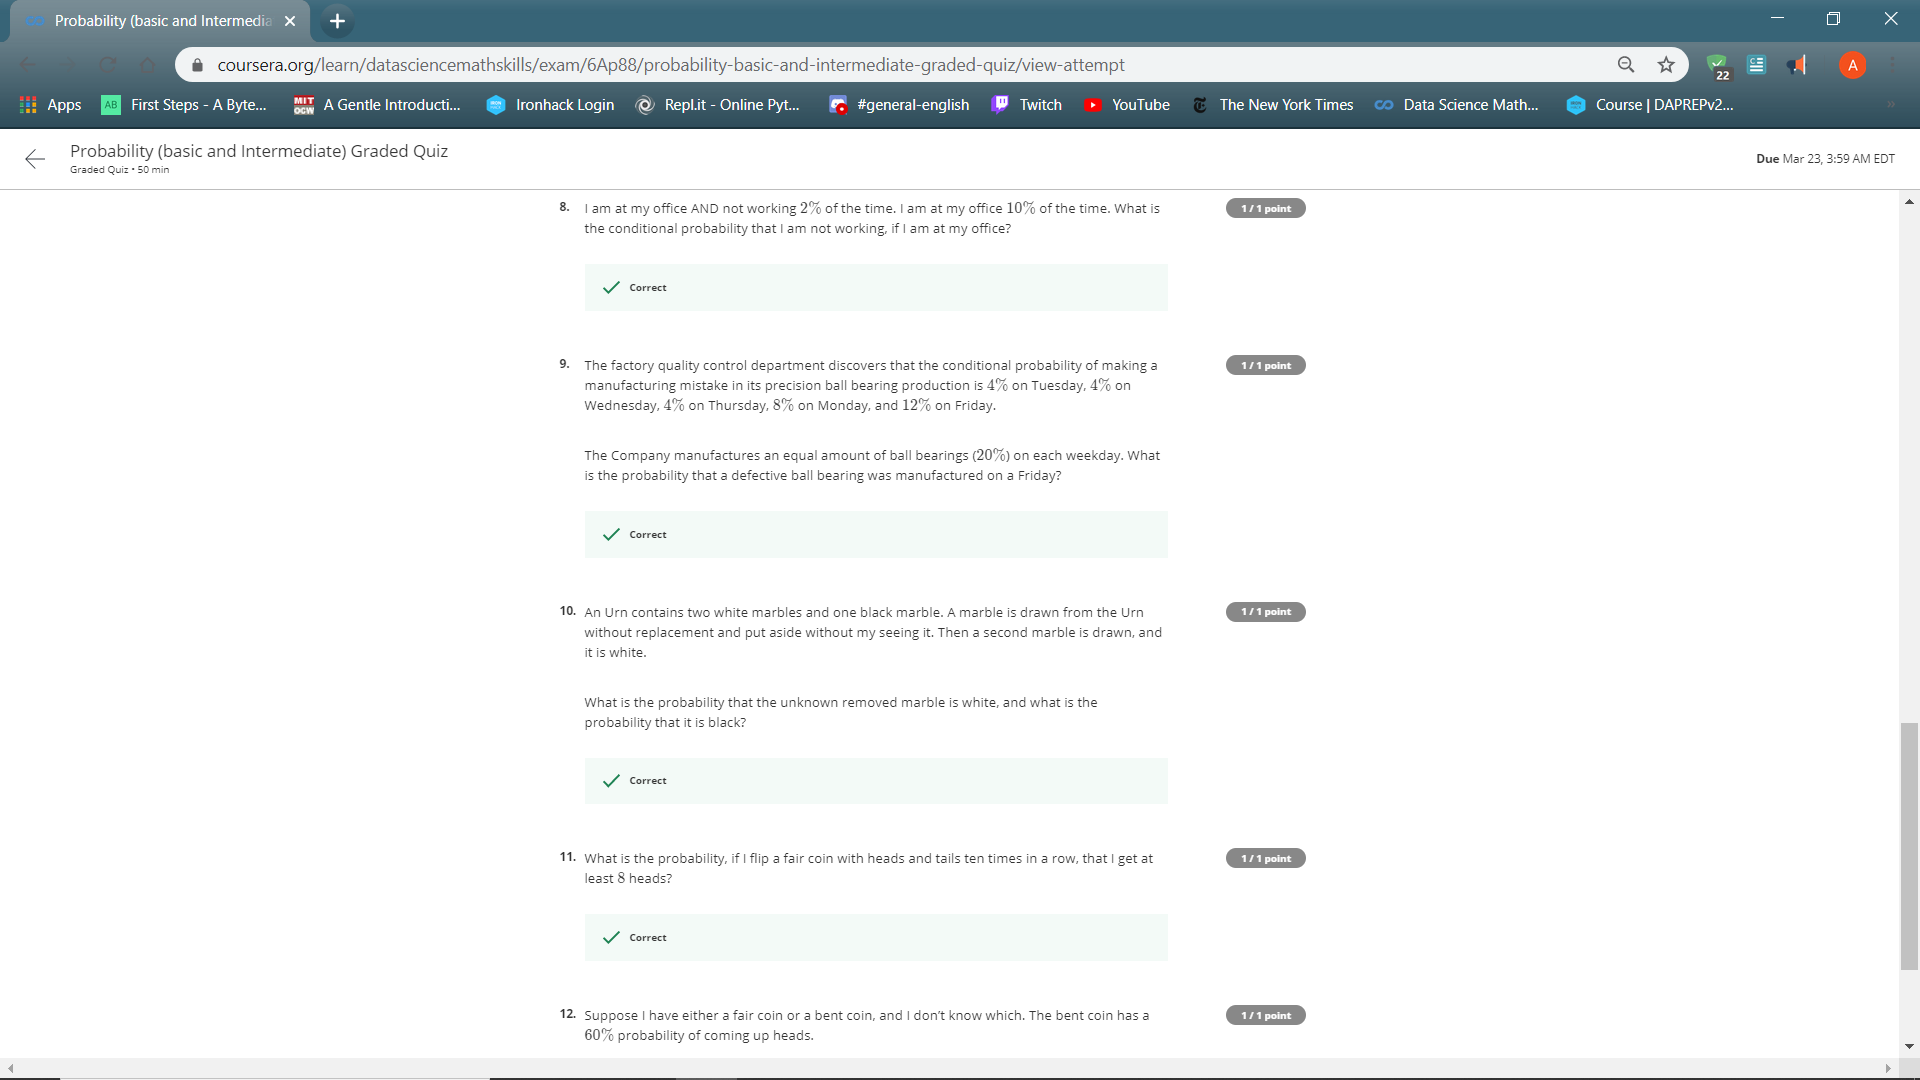 Probability (basic and Intermedia
coursera.org/learn/datasciencemathskills/exam/6Ap88/probability-basic-and-intermediate-graded-quiz/view-attempt
22
A
Apps
AB
First Steps - A Byte...
MIT
OCW
A Gentle Introducti...
Ironhack Login
Repl.it - Online Pyt...
#general-english
Twitch
YouTube
The New York Times
Data Science Math...
Course | DAPREPv2...
Probability (basic and Intermediate) Graded Quiz
Graded Quiz • 50 min
Due Mar 23, 3:59 AM EDT
8. I am at my office AND not working 2% of the time. I am at my office 10% of the time. What is
the conditional probability that I am not working, if I am at my office?
1 / 1 point
Correct
9. The factory quality control department discovers that the conditional probability of making a
manufacturing mistake in its precision ball bearing production is 4% on Tuesday, 4% on
Wednesday, 4% on Thursday, 8% on Monday, and 12% on Friday.
1 / 1 point
The Company manufactures an equal amount of ball bearings (20%) on each weekday. What
is the probability that a defective ball bearing was manufactured on a Friday?
Correct
10. An Urn contains two white marbles and one black marble. A marble is drawn from the Urn
without replacement and put aside without my seeing it. Then a second marble is drawn, and
it is white.
1 / 1 point
What is the probability that the unknown removed marble is white, and what is the
probability that it is black?
Correct
11. What is the probability, if I flip a fair coin with heads and tails ten times in a row, that I get at
least 8 heads?
1 / 1 point
Correct
12. Suppose I have either a fair coin or a bent coin, and I don't know which. The bent coin has a
60% probability of coming up heads.
1 / 1 point